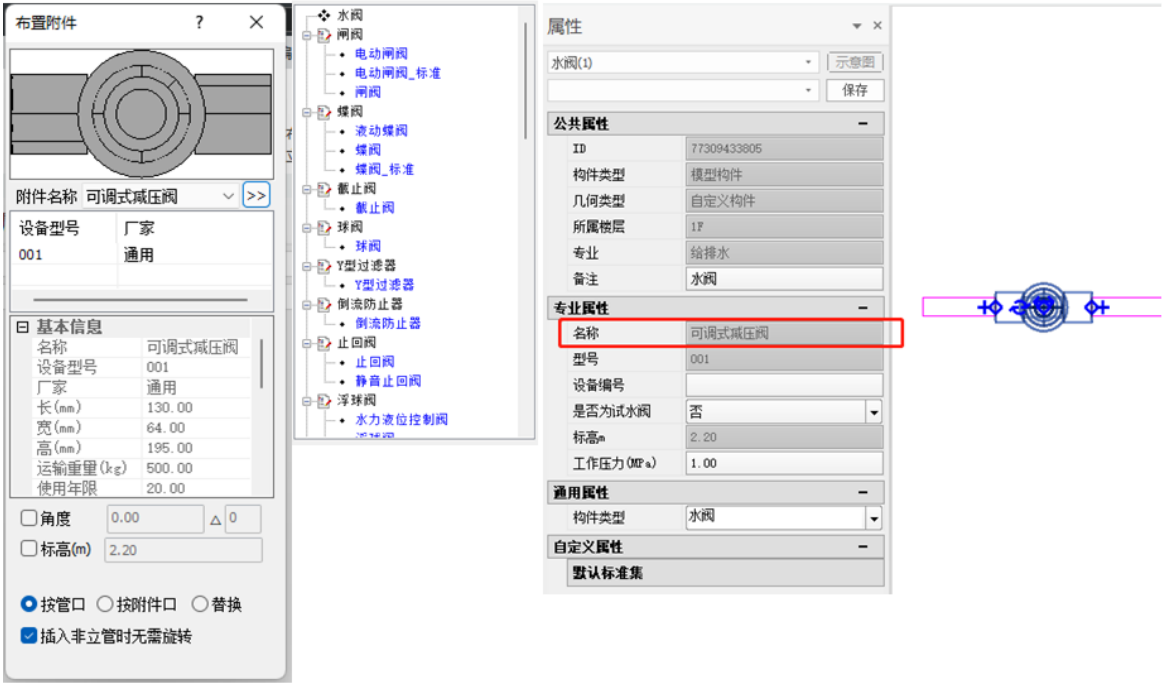 布置附件 ? ×
附件名称 可调式减压阀 >>
设备型号 厂家
001 通用
基本信息
名称 可调式减压阀
设备型号 001
厂家 通用
长(mm) 130.00
宽(mm) 64.00
高(mm) 195.00
运输重量(kg) 500.00
使用年限 20.00
角度 0.00 △ 0
标高(m) 2.20
按管口 按附件口 替换
插入非立管时无需旋转
水阀
闸阀
电动闸阀
电动闸阀_标准
闸阀
蝶阀
液动蝶阀
蝶阀
蝶阀_标准
截止阀
截止阀
球阀
球阀
Y型过滤器
Y型过滤器
倒流防止器
倒流防止器
止回阀
止回阀
静音止回阀
浮球阀
水力液位控制阀
属性
水阀(1) 示意图
保存
公共属性
ID 77309433805
构件类型 模型构件
几何类型 自定义构件
所属楼层 1F
专业 给排水
备注 水阀
专业属性
名称 可调式减压阀
型号 001
设备编号
是否为试水阀 否
标高m 2.20
工作压力(MPa) 1.00
通用属性
构件类型 水阀
自定义属性
默认标准集